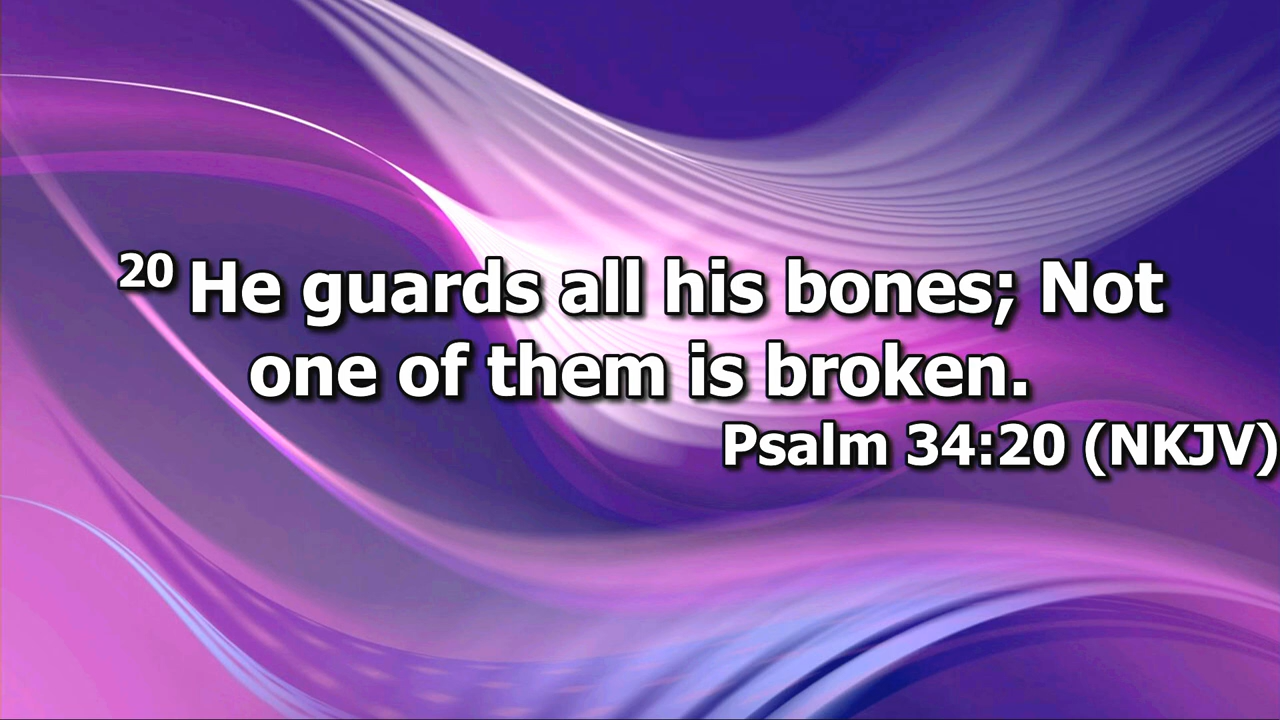 20 He guards all his bones; Not
one of them is broken.
Psalm 34:20 (NKJV)